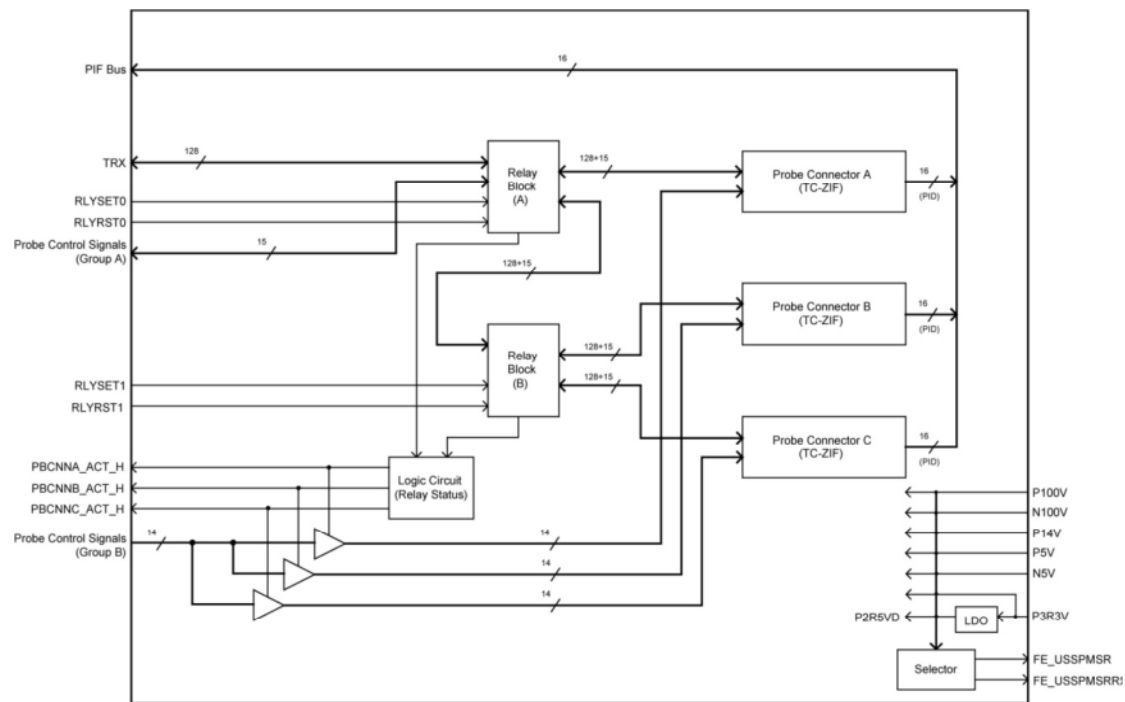 16
PIF Bus
128
TRX
RLYSET0
RLYRST0
15
Probe Control Signals
(Group A)
Relay
Block
(A)
128+15
Probe Connector A
(TC-ZIF)
16
(PID)
128+15
Probe Connector B
(TC-ZIF)
16
(PID)
128+15
Relay
Block
(B)
128+15
RLYSET1
RLYRST1
Probe Connector C
(TC-ZIF)
16
(PID)
PBCNNA_ACT_H
PBCNNB_ACT_H
PBCNNC_ACT_H
Logic Circuit
(Relay Status)
Probe Control Signals
(Group B)
14
14
14
14
P100V
N100V
P14V
P5V
N5V
P2R5VD
LDO
P3R3V
Selector
FE_USSPMSR